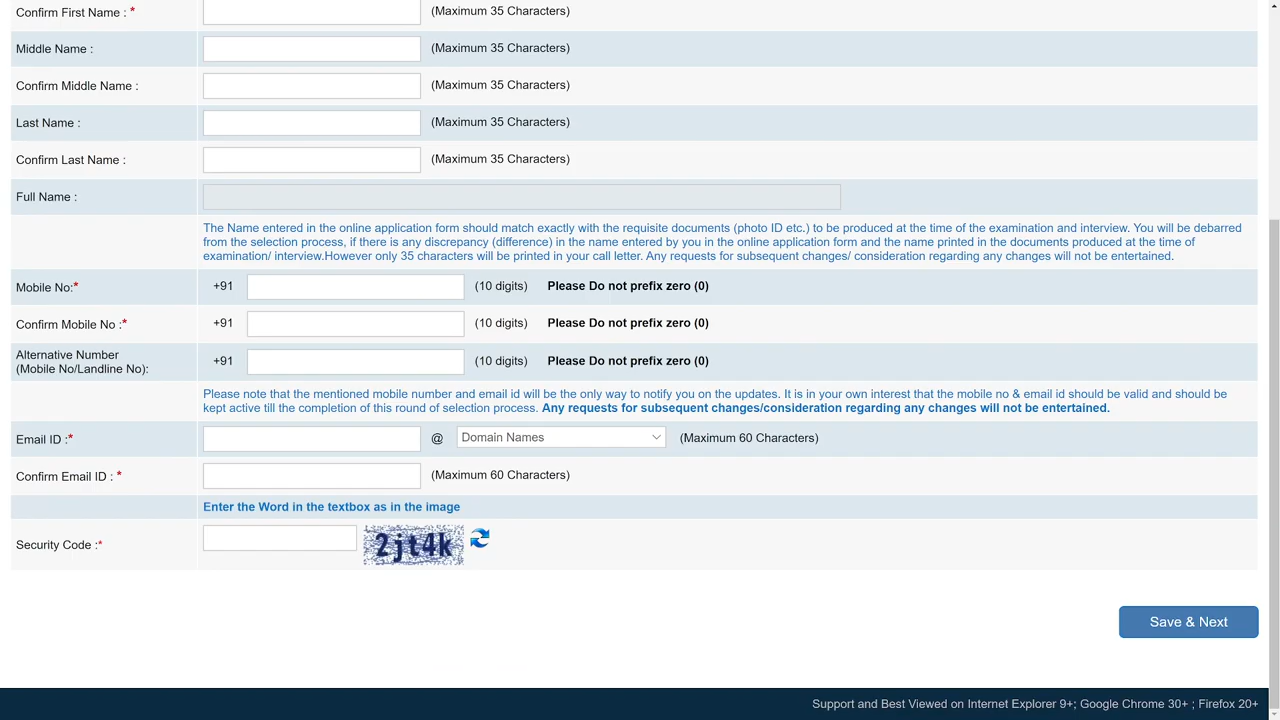 Confirm First Name : * (Maximum 35 Characters)
Middle Name : (Maximum 35 Characters)
Confirm Middle Name : (Maximum 35 Characters)
Last Name : (Maximum 35 Characters)
Confirm Last Name : (Maximum 35 Characters)
Full Name :
The Name entered in the online application form should match exactly with the requisite documents (photo ID etc.) to be produced at the time of the examination and interview. You will be debarred
from the selection process, if there is any discrepancy (difference) in the name entered by you in the online application form and the name printed in the documents produced at the time of
examination/ interview.However only 35 characters will be printed in your call letter. Any requests for subsequent changes/ consideration regarding any changes will not be entertained.
Mobile No:* +91 (10 digits) Please Do not prefix zero (0)
Confirm Mobile No :* +91 (10 digits) Please Do not prefix zero (0)
Alternative Number
(Mobile No/Landline No): +91 (10 digits) Please Do not prefix zero (0)
Please note that the mentioned mobile number and email id will be the only way to notify you on the updates. It is in your own interest that the mobile no & email id should be valid and should be
kept active till the completion of this round of selection process. Any requests for subsequent changes/consideration regarding any changes will not be entertained.
Email ID :* @ Domain Names (Maximum 60 Characters)
Confirm Email ID : * (Maximum 60 Characters)
Enter the Word in the textbox as in the image
Security Code :* 2jt4k
Save & Next
Support and Best Viewed on Internet Explorer 9+; Google Chrome 30+ ; Firefox 20+